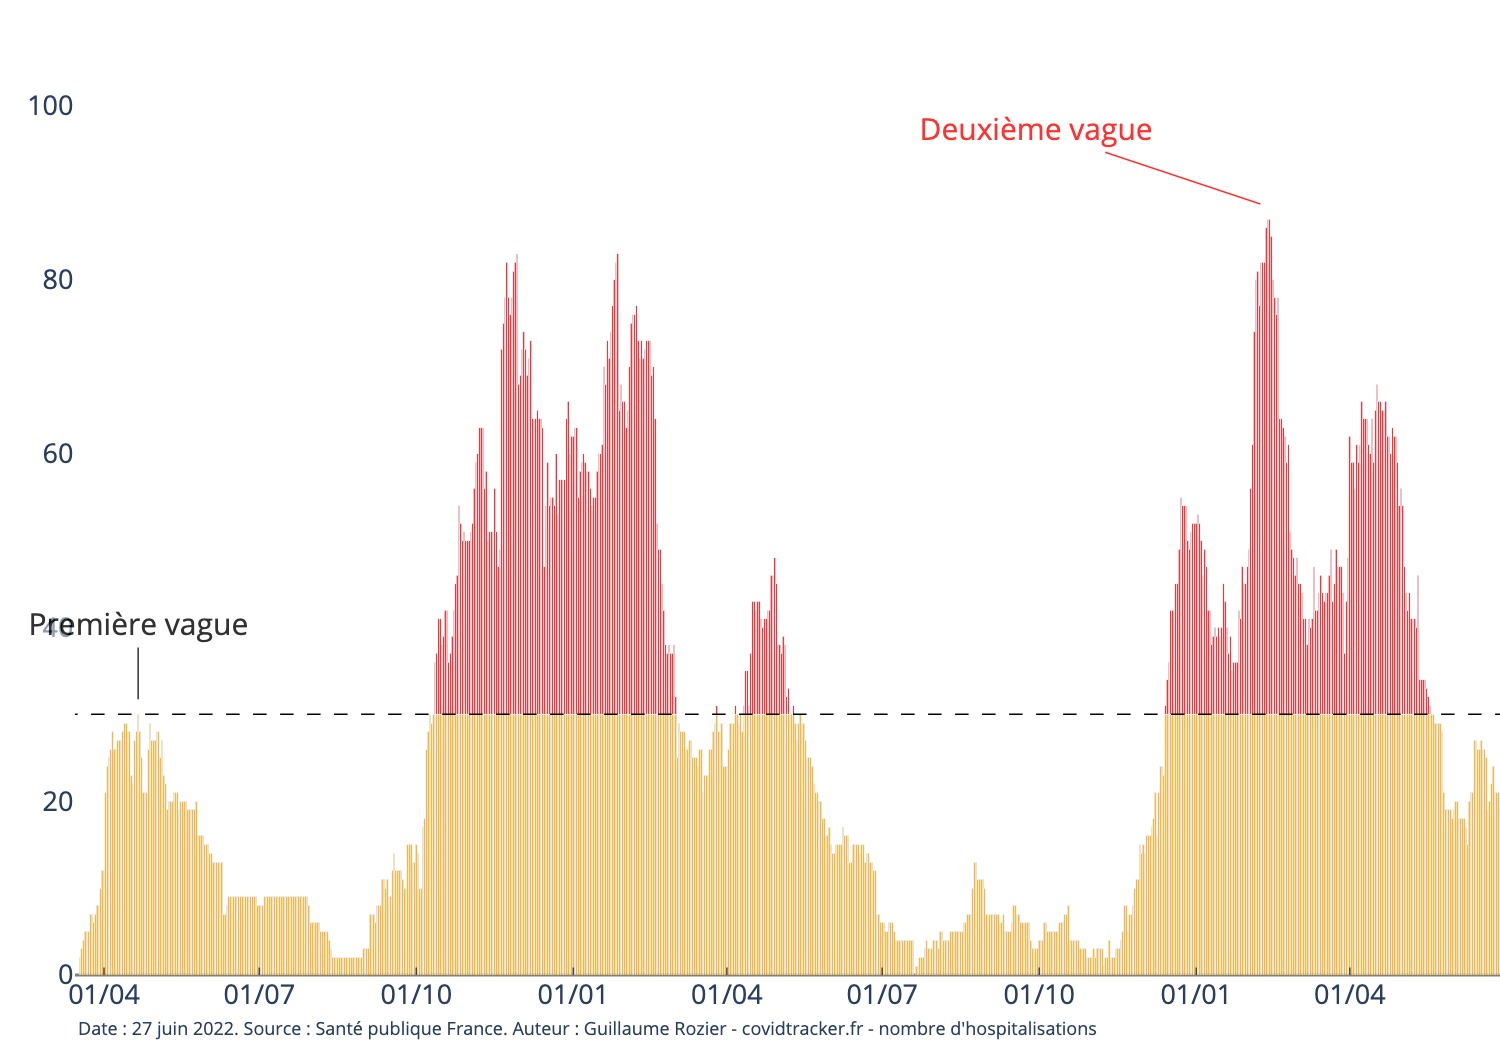 100
Deuxième vague
80
60
Première vague
40
20
0
01/04 01/07 01/10 01/01 01/04 01/07 01/10 01/01 01/04
Date : 27 juin 2022. Source : Santé publique France. Auteur : Guillaume Rozier - covidtracker.fr - nombre d'hospitalisations